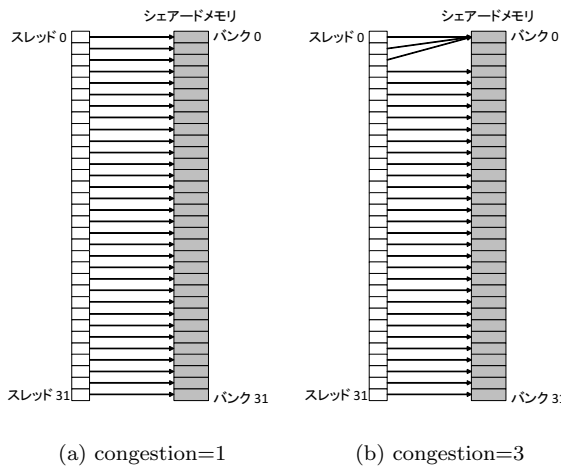 シェアードメモリ
スレッド 0
バンク 0
スレッド 31
バンク 31
(a) congestion=1
シェアードメモリ
スレッド 0
バンク 0
スレッド 31
バンク 31
(b) congestion=3